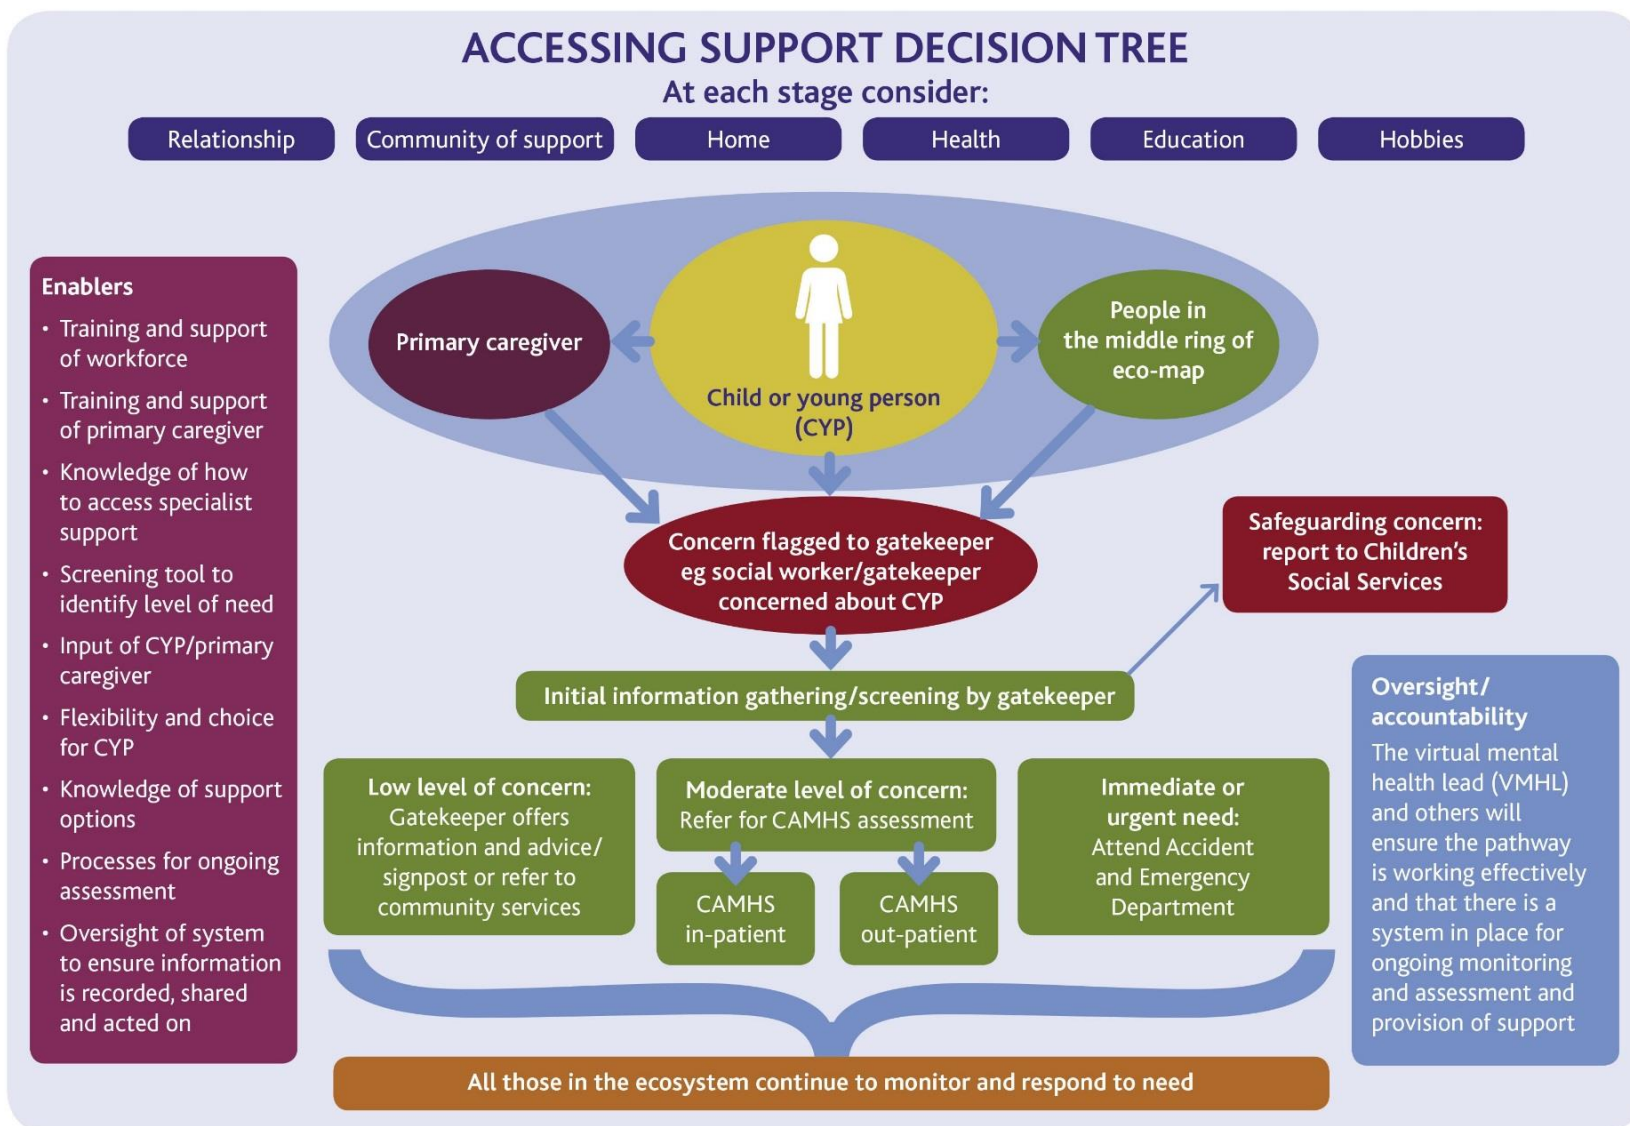 ACCESSING SUPPORT DECISION TREE
At each stage consider:
Relationship
Community of support
Home
Health
Education
Hobbies
Enablers
• Training and support
of workforce
• Training and support
of primary caregiver
• Knowledge of how
to access specialist
support
• Screening tool to
identify level of need
• Input of CYP/primary
caregiver
• Flexibility and choice
for CYP
• Knowledge of support
options
• Processes for ongoing
assessment
• Oversight of system
to ensure information
is recorded, shared
and acted on
Primary caregiver
Child or young person
(CYP)
People in
the middle ring of
eco-map
Concern flagged to gatekeeper
eg social worker/gatekeeper
concerned about CYP
Safeguarding concern:
report to Children’s
Social Services
Initial information gathering/screening by gatekeeper
Low level of concern:
Gatekeeper offers
information and advice/
signpost or refer to
community services
Moderate level of concern:
Refer for CAMHS assessment
CAMHS
in-patient
CAMHS
out-patient
Immediate or
urgent need:
Attend Accident
and Emergency
Department
Oversight/
accountability
The virtual mental
health lead (VMHL)
and others will
ensure the pathway
is working effectively
and that there is a
system in place for
ongoing monitoring
and assessment and
provision of support
All those in the ecosystem continue to monitor and respond to need